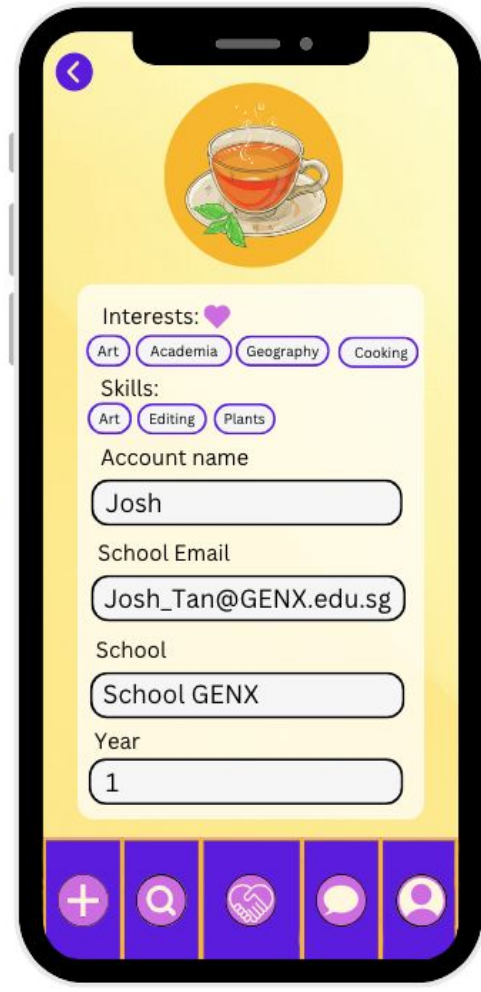 Interests:
Art Academia Geography Cooking
Skills:
Art Editing Plants
Account name
Josh
School Email
Josh_Tan@GENX.edu.sg
School
School GENX
Year
1